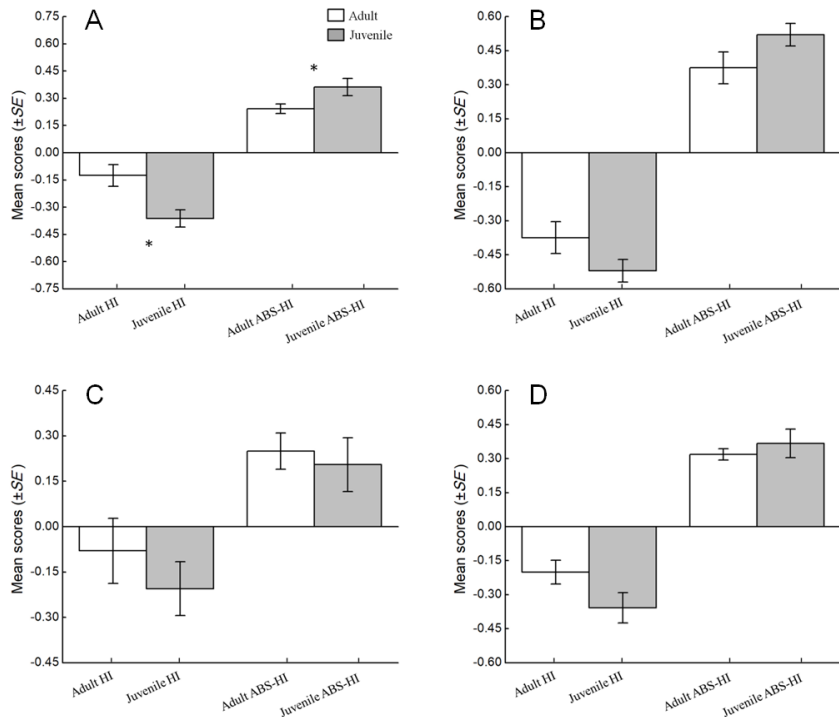 A
Adult
Juvenile
Mean scores (±SE)
0.75
0.60
0.45
0.30
0.15
0.00
-0.15
-0.30
-0.45
-0.60
-0.75
*
*
Adult HI
Juvenile HI
Adult ABS-HI
Juvenile ABS-HI
B
Mean scores (±SE)
0.60
0.45
0.30
0.15
0.00
-0.15
-0.30
-0.45
-0.60
Adult HI
Juvenile HI
Adult ABS-HI
Juvenile ABS-HI
C
Mean scores (±SE)
0.45
0.30
0.15
0.00
-0.15
-0.30
-0.45
Adult HI
Juvenile HI
Adult ABS-HI
Juvenile ABS-HI
D
Mean scores (±SE)
0.60
0.45
0.30
0.15
0.00
-0.15
-0.30
-0.45
-0.60
Adult HI
Juvenile HI
Adult ABS-HI
Juvenile ABS-HI